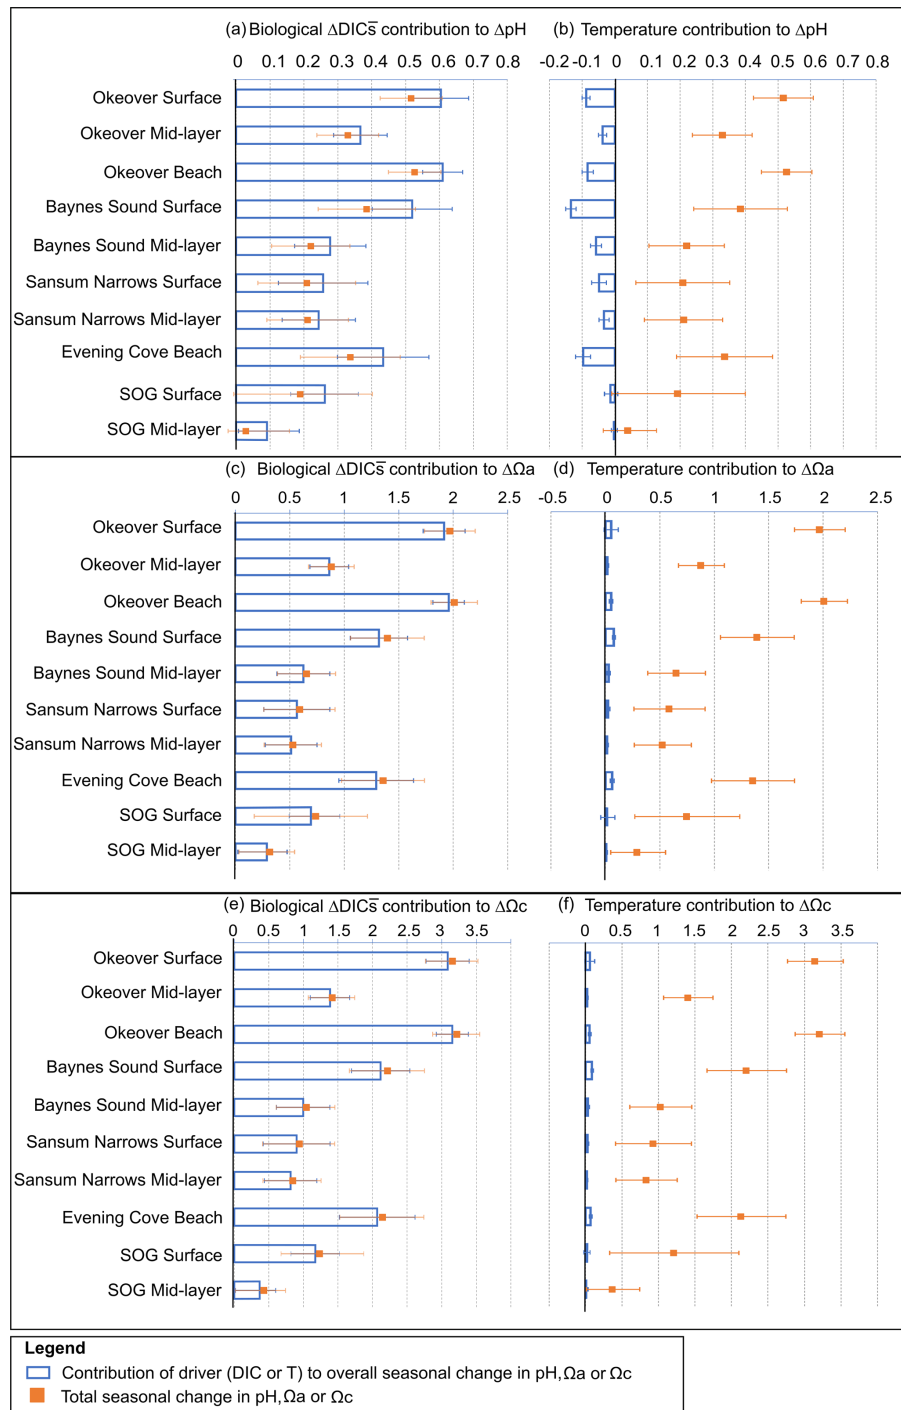 (a) Biological ΔDICs̅ contribution to ΔpH
(b) Temperature contribution to ΔpH
0 0.1 0.2 0.3 0.4 0.5 0.6 0.7 0.8
-0.2 -0.1 0 0.1 0.2 0.3 0.4 0.5 0.6 0.7 0.8
Okeover Surface
Okeover Mid-layer
Okeover Beach
Baynes Sound Surface
Baynes Sound Mid-layer
Sansum Narrows Surface
Sansum Narrows Mid-layer
Evening Cove Beach
SOG Surface
SOG Mid-layer
(c) Biological ΔDICs̅ contribution to ΔΩa
(d) Temperature contribution to ΔΩa
0 0.5 1 1.5 2 2.5
-0.5 0 0.5 1 1.5 2 2.5
Okeover Surface
Okeover Mid-layer
Okeover Beach
Baynes Sound Surface
Baynes Sound Mid-layer
Sansum Narrows Surface
Sansum Narrows Mid-layer
Evening Cove Beach
SOG Surface
SOG Mid-layer
(e) Biological ΔDICs̅ contribution to ΔΩc
(f) Temperature contribution to ΔΩc
0 0.5 1 1.5 2 2.5 3 3.5
0 0.5 1 1.5 2 2.5 3 3.5
Okeover Surface
Okeover Mid-layer
Okeover Beach
Baynes Sound Surface
Baynes Sound Mid-layer
Sansum Narrows Surface
Sansum Narrows Mid-layer
Evening Cove Beach
SOG Surface
SOG Mid-layer
Legend
Contribution of driver (DIC or T) to overall seasonal change in pH,Ωa or Ωc
Total seasonal change in pH,Ωa or Ωc